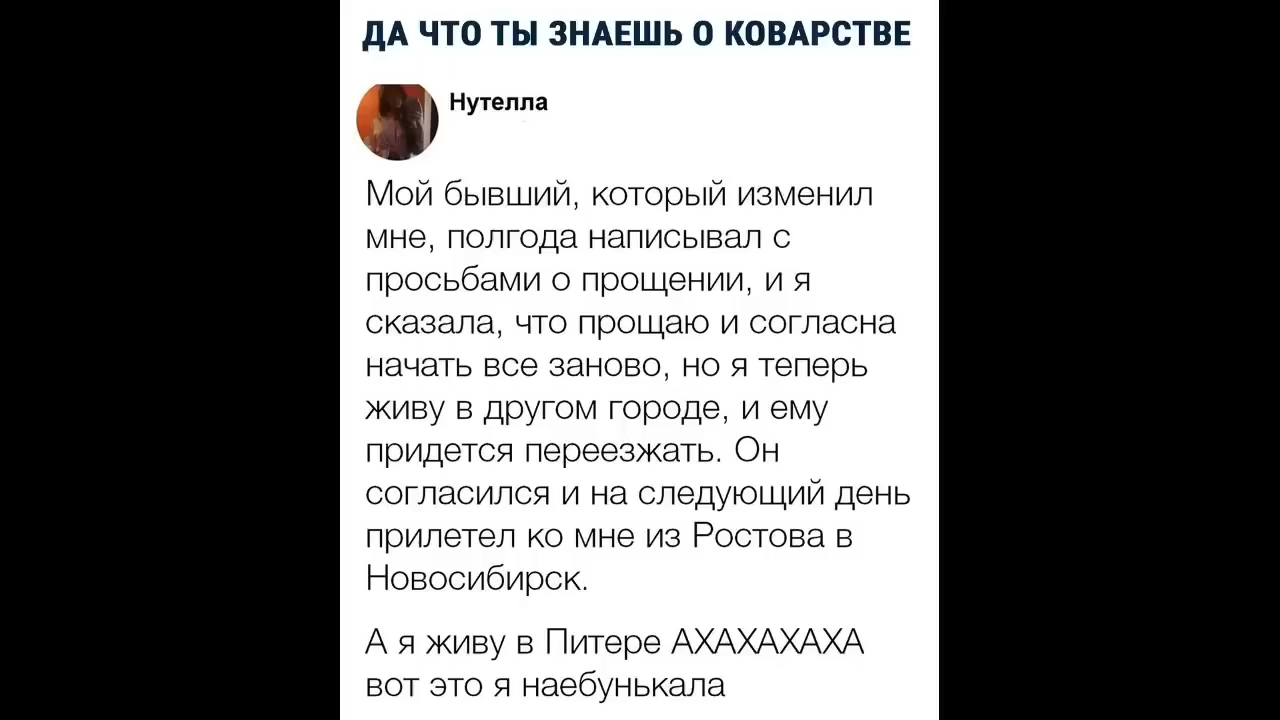 ДА ЧТО ТЫ ЗНАЕШЬ О КОВАРСТВЕ
Нутелла
Мой бывший, который изменил
мне, полгода написывал с
просьбами о прощении, и я
сказала, что прощаю и согласна
начать все заново, но я теперь
живу в другом городе, и ему
придется переезжать. Он
согласился и на следующий день
прилетел ко мне из Ростова в
Новосибирск.
А я живу в Питере АХАХАХАХА
вот это я наебунькала